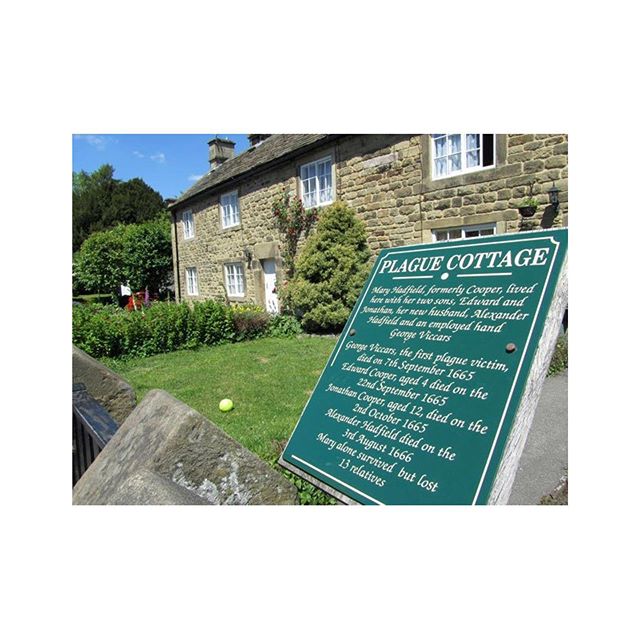 PLAGUE COTTAGE
Mary Hadfield, formerly Cooper, lived
here with her two sons, Edward and
Jonathan, her new husband, Alexander
Hadfield and an employed hand
George Viccars
George Viccars, the first plague victim,
died on 7th September 1665
Edward Cooper, aged 4 died on the
22nd September 1665
Jonathan Cooper, aged 12, died on the
2nd October 1665
Alexander Hadfield died on the
3rd August 1666
Mary alone survived but lost
13 relatives